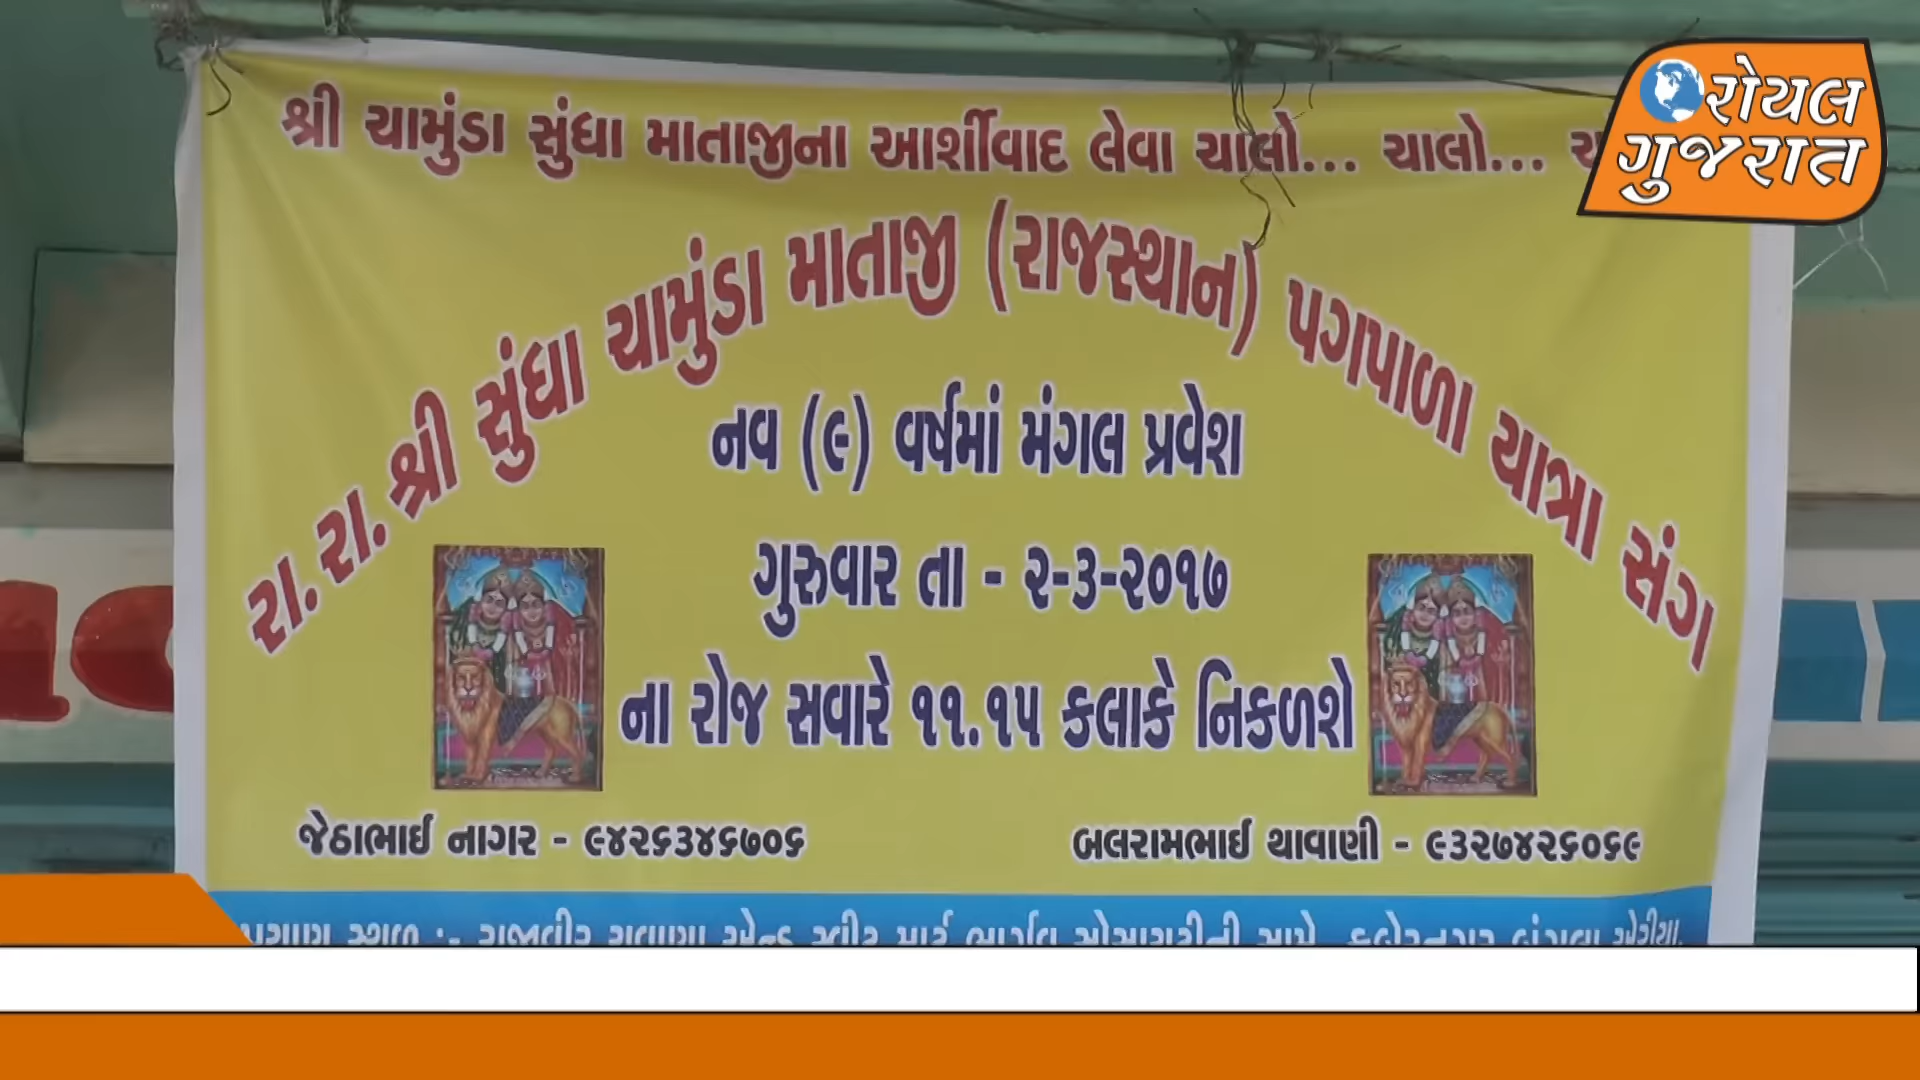 શ્રી ચામુંડા સુંધા માતાજીના આર્શીવાદ લેવા ચાલો... ચાલો...
રોયલ
ગુજરાત
રા. રા. શ્રી સુંધા ચામુંડા માતાજી (રાજસ્થાન) પગપાળા યાત્રા સંગ
નવ (૯) વર્ષમાં મંગલ પ્રવેશ
ગુરુવાર તા - ૨-૩-૨૦૧૭
ના રોજ સવારે ૧૧.૧૫ કલાકે નિકળશે
જેઠાભાઈ નાગર - ૯૪૨૬૩૪૬૭૦૬
બલરામભાઈ થાવાણી - ૯૩૨૭૪૨૬૦૬૯